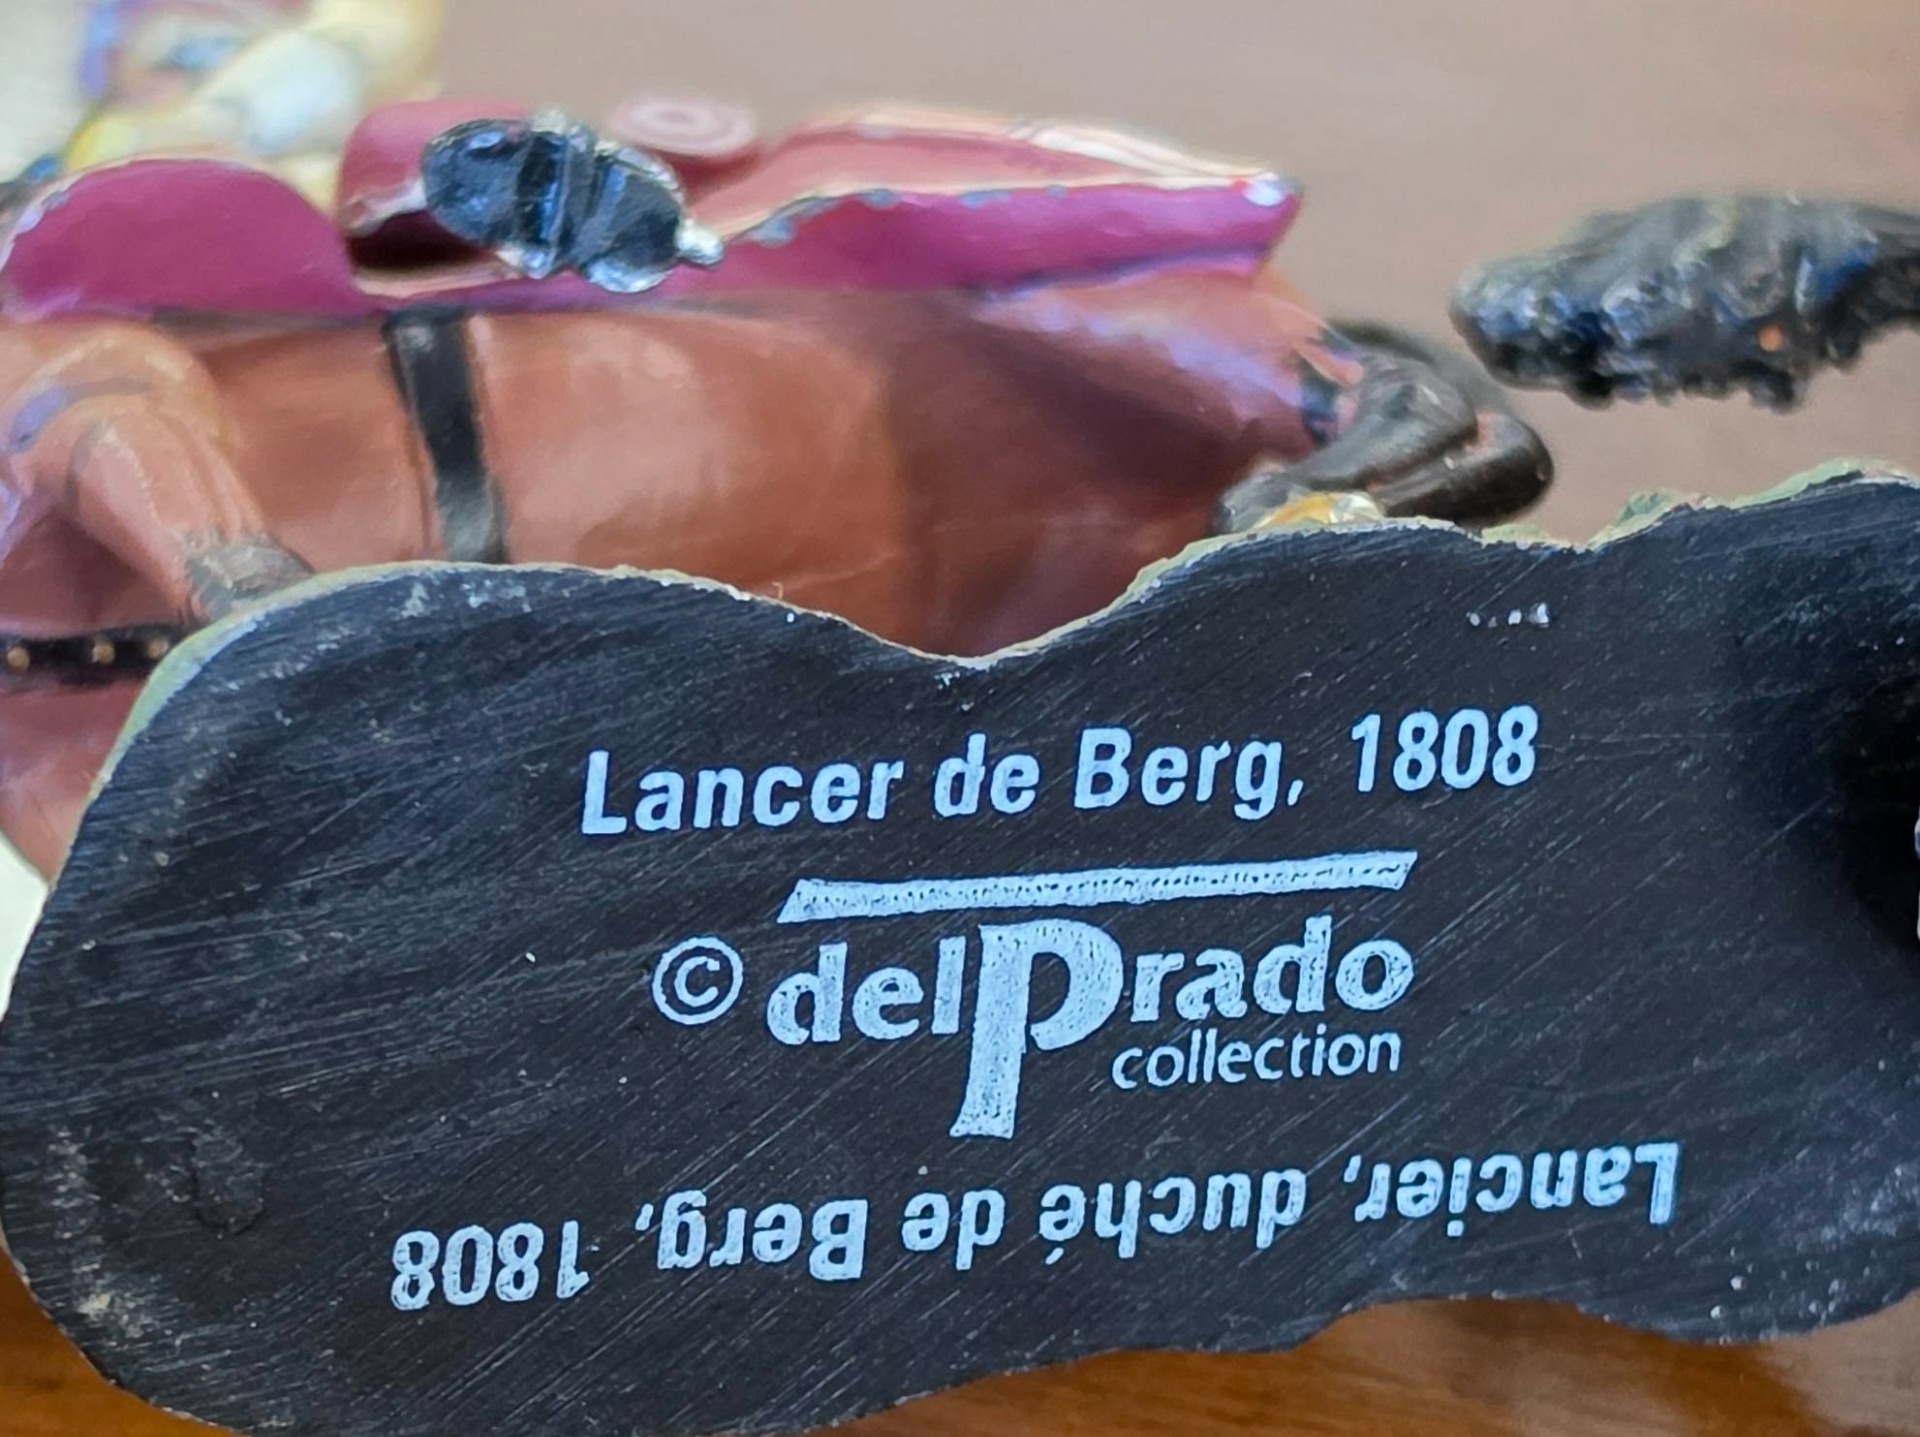 Lancer de Berg, 1808
© delPrado
collection
Lancier, duché de Berg, 1808